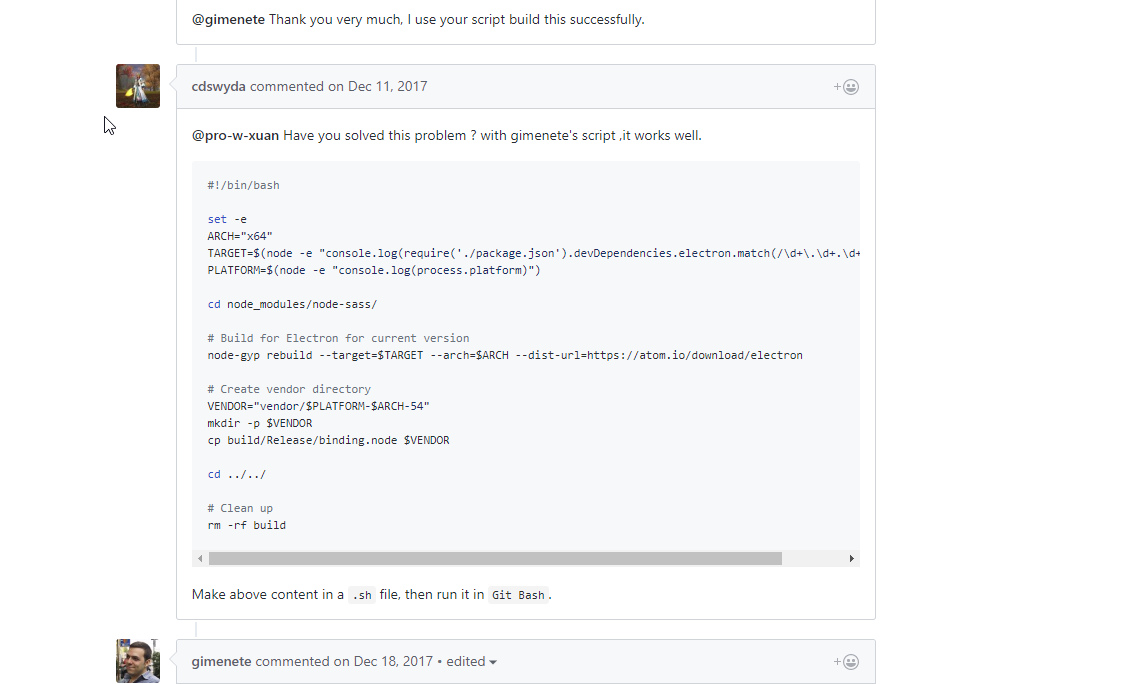 @gimenete Thank you very much, I use your script build this successfully.
cdswyda commented on Dec 11, 2017
@pro-w-xuan Have you solved this problem ? with gimenete's script ,it works well.
#!/bin/bash
set -e
ARCH="x64"
TARGET=$(node -e "console.log(require('./package.json').devDependencies.electron.match(/\d+\.\d+.\d+
PLATFORM=$(node -e "console.log(process.platform)")
cd node_modules/node-sass/
# Build for Electron for current version
node-gyp rebuild --target=$TARGET --arch=$ARCH --dist-url=https://atom.io/download/electron
# Create vendor directory
VENDOR="vendor/$PLATFORM-$ARCH-54"
mkdir -p $VENDOR
cp build/Release/binding.node $VENDOR
cd ../../
# Clean up
rm -rf build
Make above content in a .sh file, then run it in Git Bash.
gimenete commented on Dec 18, 2017 • edited